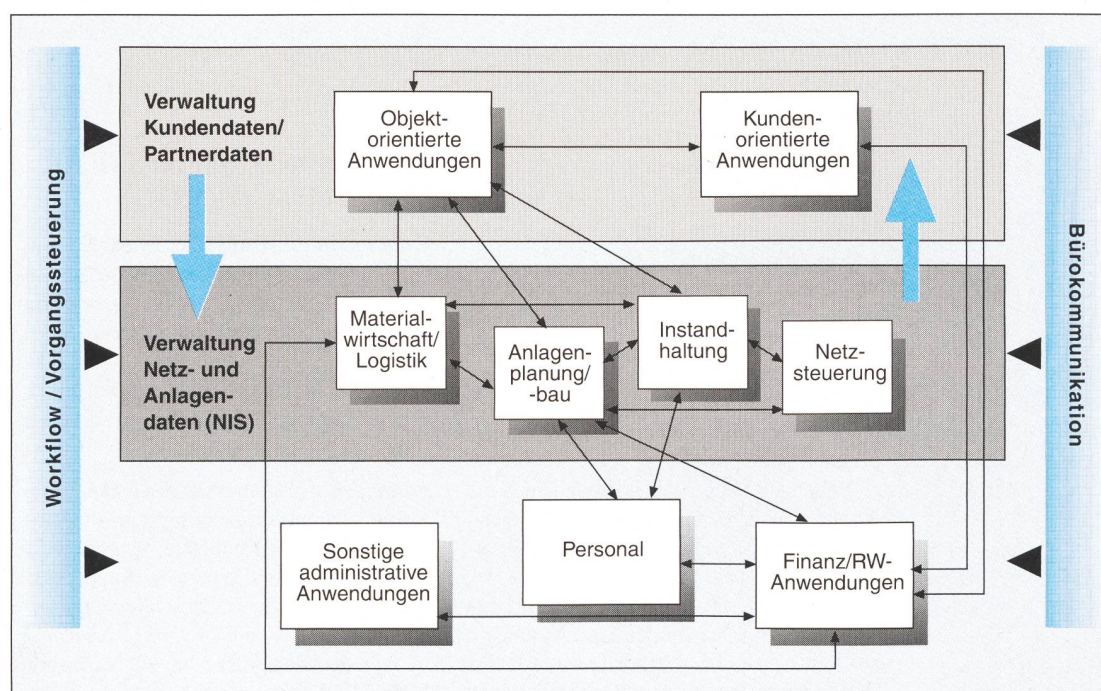 Workflow / Vorgangssteuerung
Verwaltung
Kundendaten/
Partnerdaten
Objekt-
orientierte
Anwendungen
Kunden-
orientierte
Anwendungen
Verwaltung
Netz- und
Anlagen-
daten (NIS)
Material-
wirtschaft/
Logistik
Anlagen-
planung/
-bau
Instand-
haltung
Netz-
steuerung
Sonstige
administrative
Anwendungen
Personal
Finanz/RW-
Anwendungen
Bürokommunikation